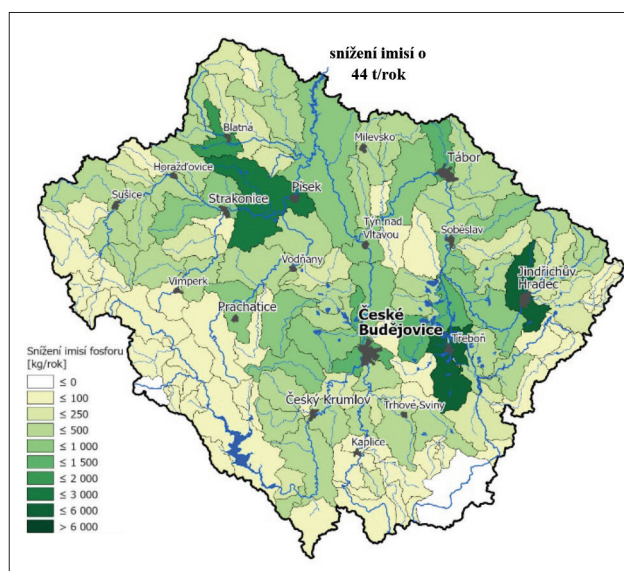 snížení imisí o
44 t/rok
Blatná
Milevsko
Horažďovice
Tábor
Písek
Sušice
Strakonice
Týn nad
Vltavou
Soběslav
Vodňany
Jindřichův
Hradec
Vimperk
Prachatice
České
Budějovice
Třeboň
Český Krumlov
Trhové Sviny
Kaplice
Snížení imisí fosforu
[kg/rok]
≤ 0
≤ 100
≤ 250
≤ 500
≤ 1 000
≤ 1 500
≤ 2 000
≤ 3 000
≤ 6 000
> 6 000